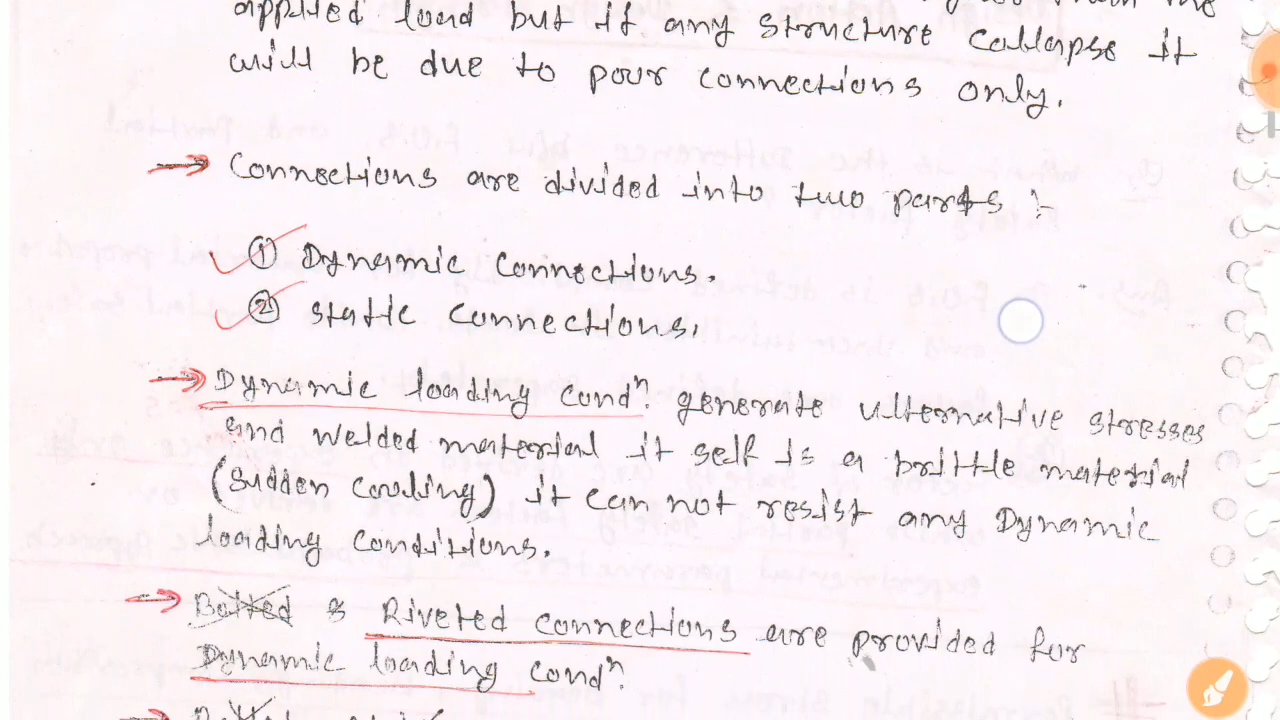 applied load but if any structure collapse it
will be due to pour connections only.
→ Connections are divided into two parts :-
① Dynamic Connections.
② Static Connections.
→ Dynamic loading condⁿ. generate alternative stresses
and welded material it self is a brittle material
(Sudden cooling) it can not resist any Dynamic
loading conditions.
→ Bolted & Riveted connections are provided for
Dynamic loading condⁿ.